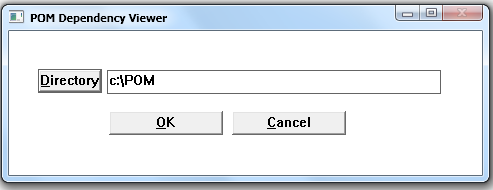 POM Dependency Viewer
Directory c:\POM
OK Cancel